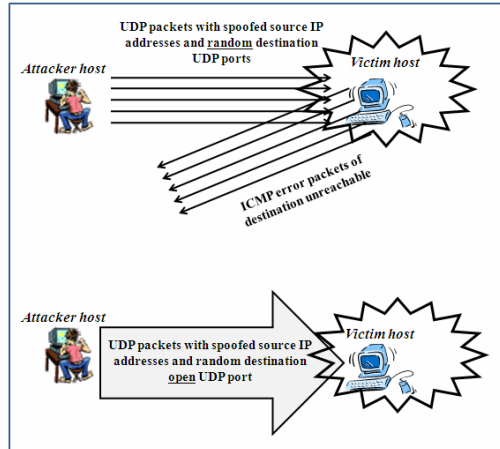 UDP packets with spoofed source IP
addresses and random destination
UDP ports
Attacker host
Victim host
ICMP error packets of
destination unreachable
Attacker host
UDP packets with spoofed source IP
addresses and random destination
open UDP port
Victim host